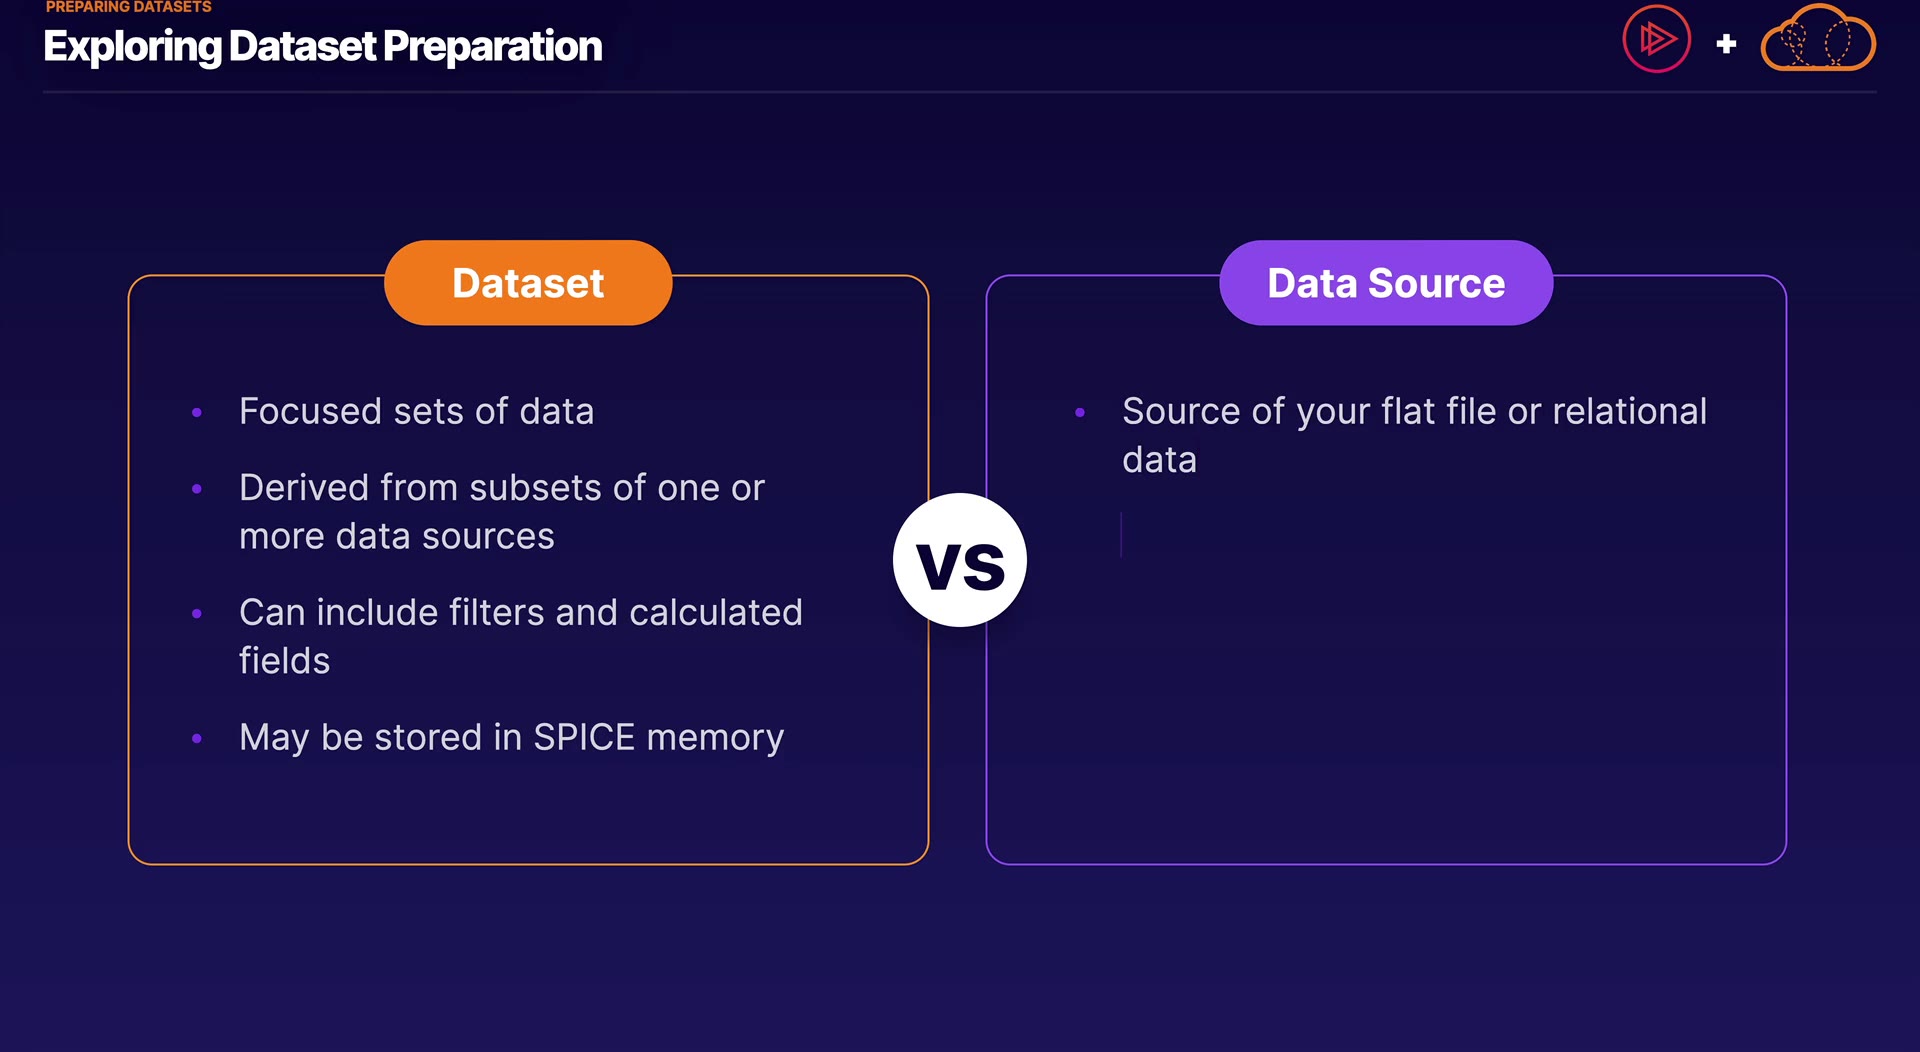 PREPARING DATASETS
Exploring Dataset Preparation
Dataset
Focused sets of data
Derived from subsets of one or
more data sources
Can include filters and calculated
fields
May be stored in SPICE memory
VS
Data Source
Source of your flat file or relational
data